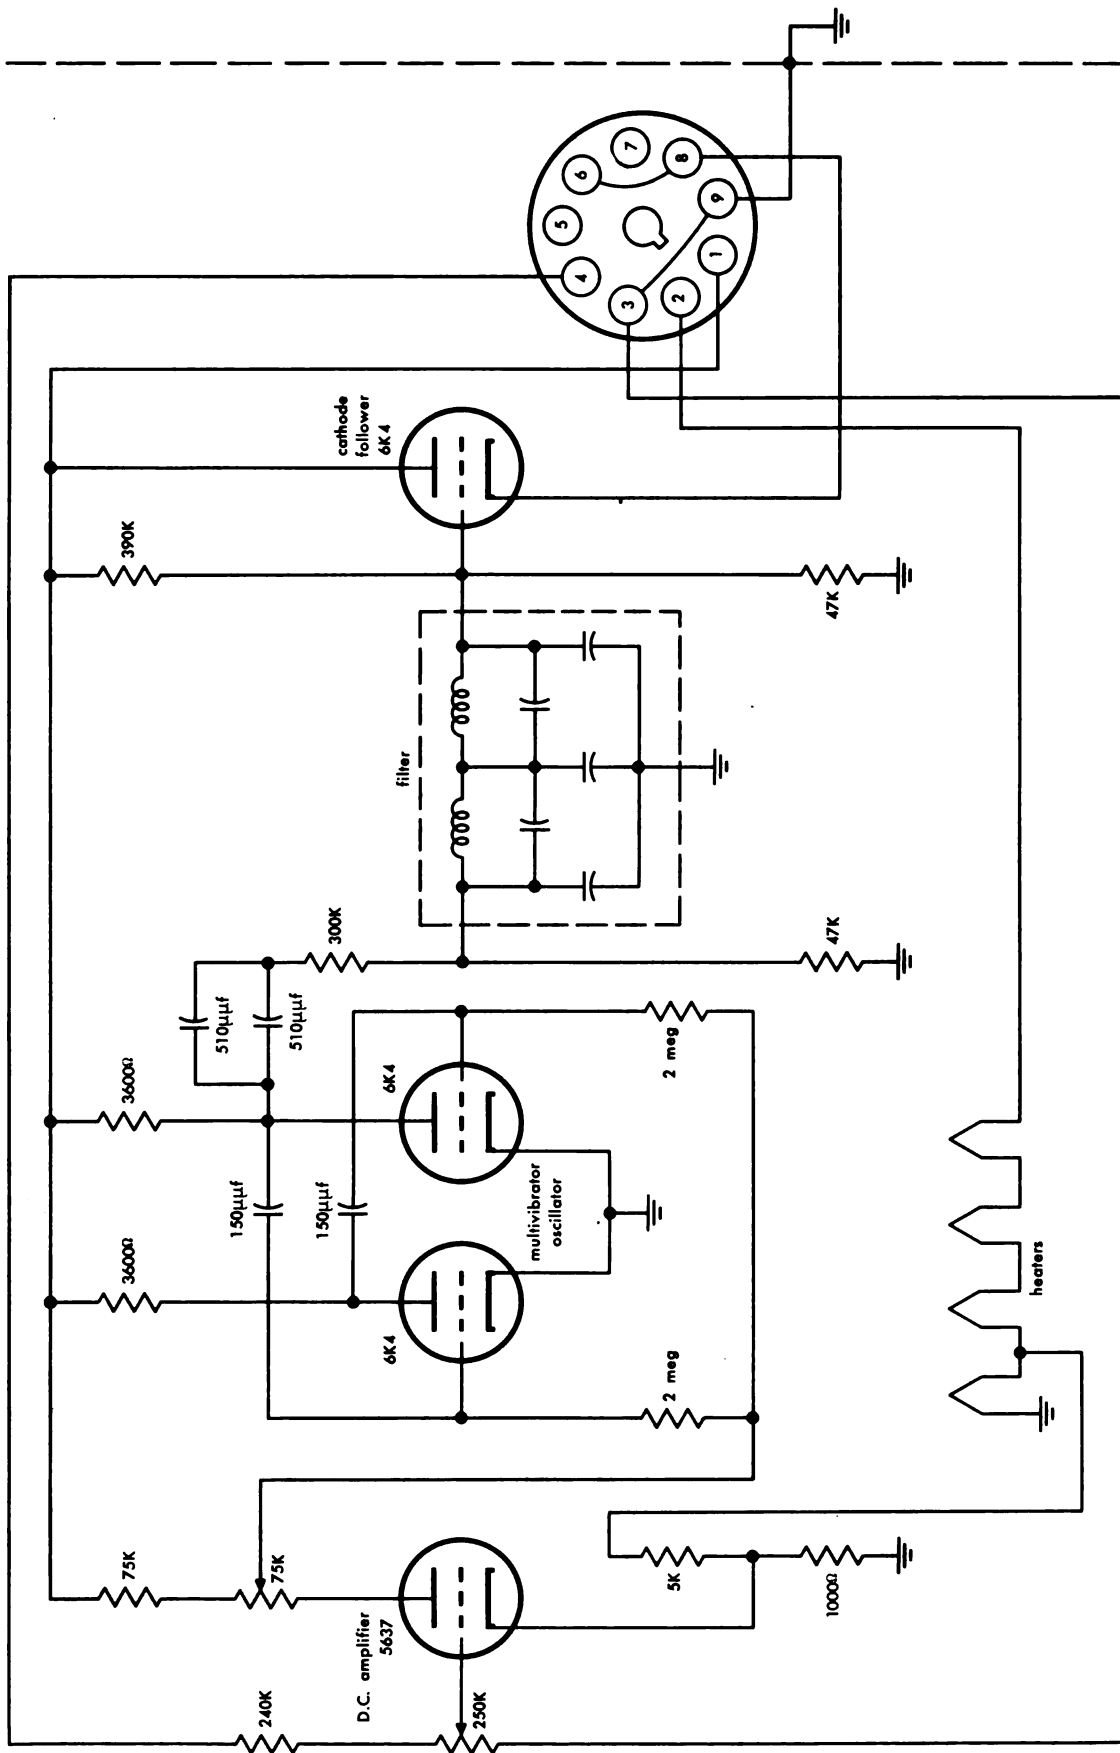 240K
250K
D.C. amplifier
5637
75K
75K
5K
1000Ω
3600Ω
3600Ω
150μμf
150μμf
6K4
6K4
multivibrator
oscillator
2 meg
2 meg
510μμf
510μμf
300K
47K
filter
390K
47K
cathode
follower
6K4
heaters
1
2
3
4
5
6
7
8
9